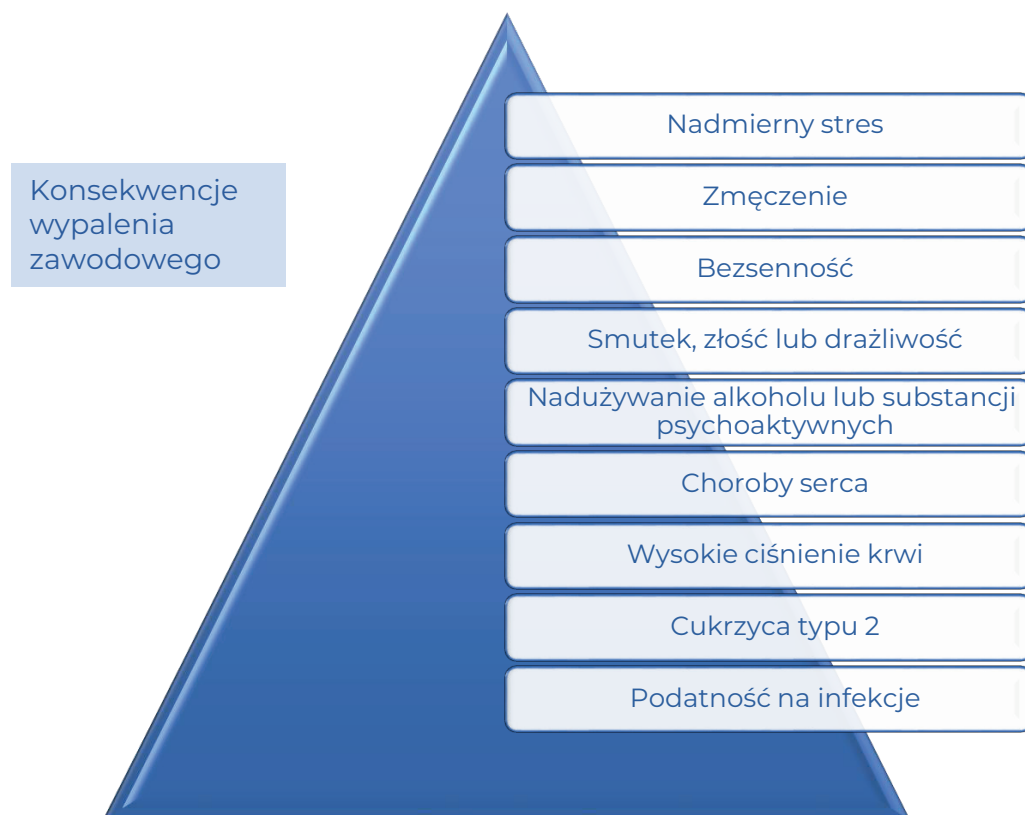 Konsekwencje
wypalenia
zawodowego
Nadmierny stres
Zmęczenie
Bezsenność
Smutek, złość lub drażliwość
Nadużywanie alkoholu lub substancji
psychoaktywnych
Choroby serca
Wysokie ciśnienie krwi
Cukrzyca typu 2
Podatność na infekcje